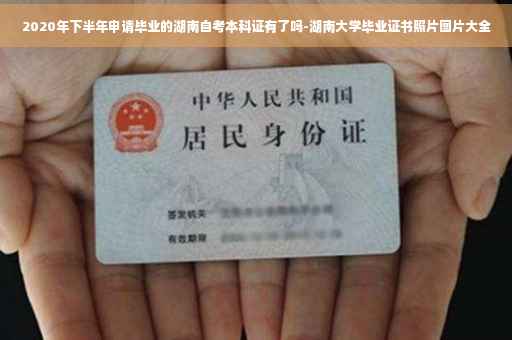 2020年下半年申请毕业的湖南自考本科证有了吗-湖南大学毕业证书照片图片大全
中华人民共和国
居民身份证
签发机关
有效期限